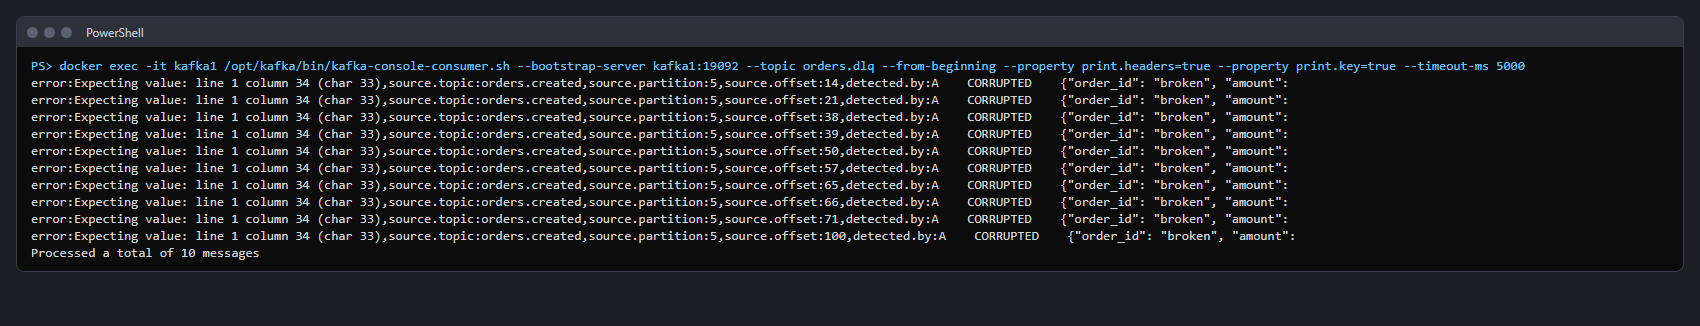 PowerShell
PS> docker exec -it kafka1 /opt/kafka/bin/kafka-console-consumer.sh --bootstrap-server kafka1:19092 --topic orders.dlq --from-beginning --property print.headers=true --property print.key=true --timeout-ms 5000
error:Expecting value: line 1 column 34 (char 33),source.topic:orders.created,source.partition:5,source.offset:14,detected.by:A    CORRUPTED    {"order_id": "broken", "amount":
error:Expecting value: line 1 column 34 (char 33),source.topic:orders.created,source.partition:5,source.offset:21,detected.by:A    CORRUPTED    {"order_id": "broken", "amount":
error:Expecting value: line 1 column 34 (char 33),source.topic:orders.created,source.partition:5,source.offset:38,detected.by:A    CORRUPTED    {"order_id": "broken", "amount":
error:Expecting value: line 1 column 34 (char 33),source.topic:orders.created,source.partition:5,source.offset:39,detected.by:A    CORRUPTED    {"order_id": "broken", "amount":
error:Expecting value: line 1 column 34 (char 33),source.topic:orders.created,source.partition:5,source.offset:50,detected.by:A    CORRUPTED    {"order_id": "broken", "amount":
error:Expecting value: line 1 column 34 (char 33),source.topic:orders.created,source.partition:5,source.offset:57,detected.by:A    CORRUPTED    {"order_id": "broken", "amount":
error:Expecting value: line 1 column 34 (char 33),source.topic:orders.created,source.partition:5,source.offset:65,detected.by:A    CORRUPTED    {"order_id": "broken", "amount":
error:Expecting value: line 1 column 34 (char 33),source.topic:orders.created,source.partition:5,source.offset:66,detected.by:A    CORRUPTED    {"order_id": "broken", "amount":
error:Expecting value: line 1 column 34 (char 33),source.topic:orders.created,source.partition:5,source.offset:71,detected.by:A    CORRUPTED    {"order_id": "broken", "amount":
error:Expecting value: line 1 column 34 (char 33),source.topic:orders.created,source.partition:5,source.offset:100,detected.by:A    CORRUPTED    {"order_id": "broken", "amount":
Processed a total of 10 messages